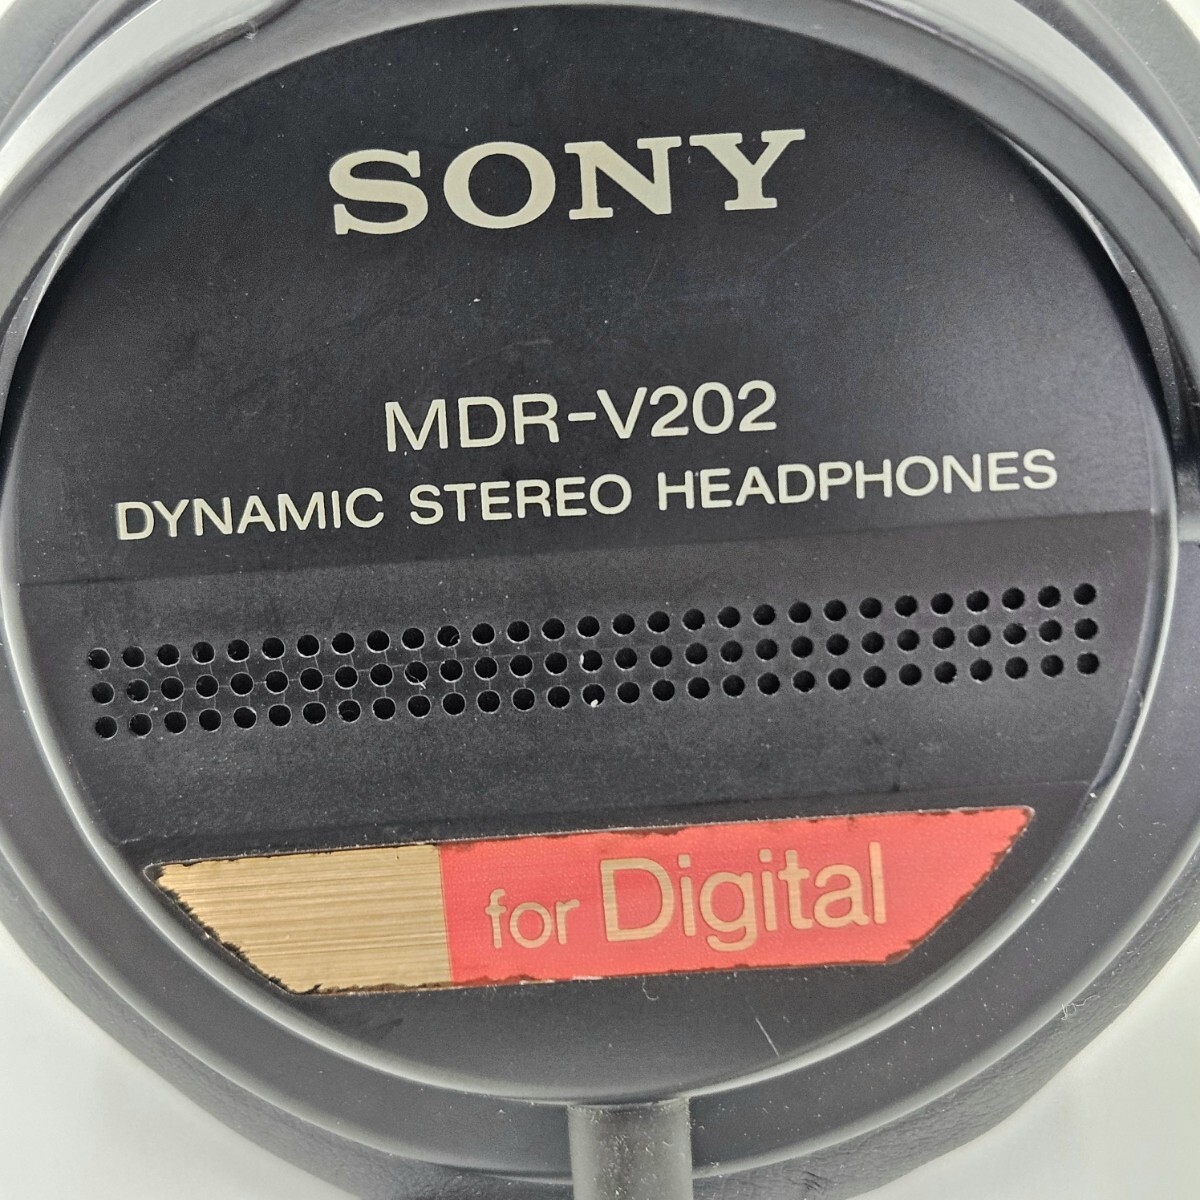 SONY
MDR-V202
DYNAMIC STEREO HEADPHONES
for Digital